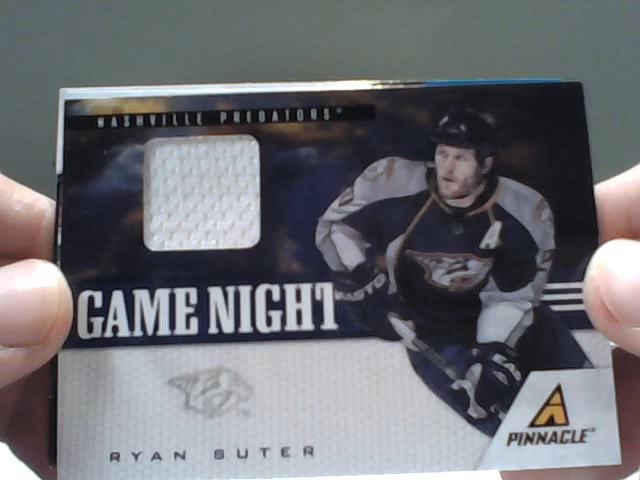 NASHVILLE PREDATORS®
A
GAME NIGHT
RYAN SUTER
PINNACLE®